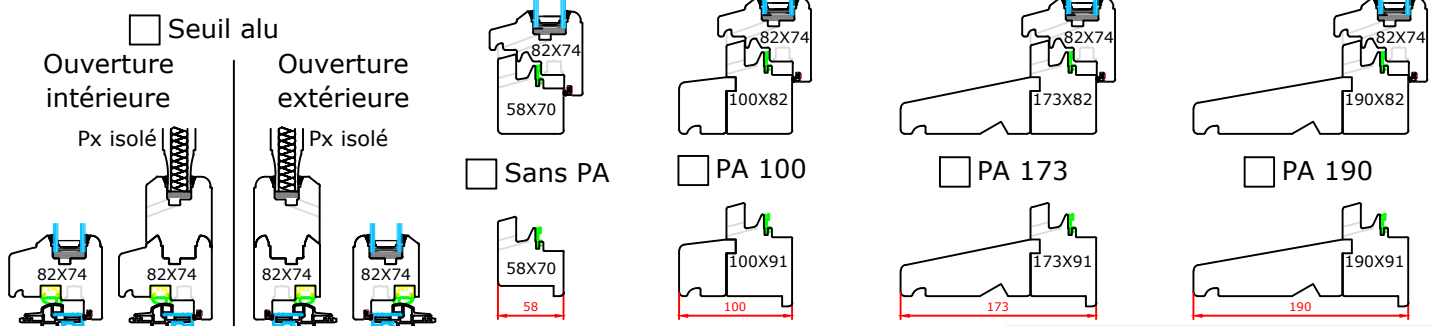 Seuil alu
Ouverture intérieure
Ouverture extérieure
Px isolé
Px isolé
82X74
82X74
82X74
82X74
82X74
58X70
Sans PA
58X70
58
82X74
100X82
PA 100
100X91
100
82X74
173X82
PA 173
173X91
173
82X74
190X82
PA 190
190X91
190